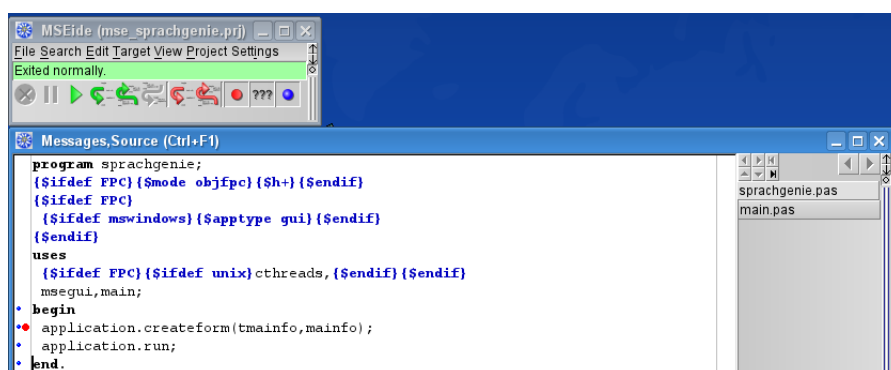 MSEide (mse_sprachgenie.prj)
File Search Edit Target View Project Settings
Exited normally.
???
Messages,Source (Ctrl+F1)
program sprachgenie;
{$ifdef FPC}{$mode objfpc}{$h+}{$endif}
{$ifdef FPC}
{$ifdef mswindows}{$apptype gui}{$endif}
{$endif}
uses
{$ifdef FPC}{$ifdef unix}cthreads,{$endif}{$endif}
msegui,main;
begin
application.createform(tmainfo,mainfo);
application.run;
end.
sprachgenie.pas
main.pas